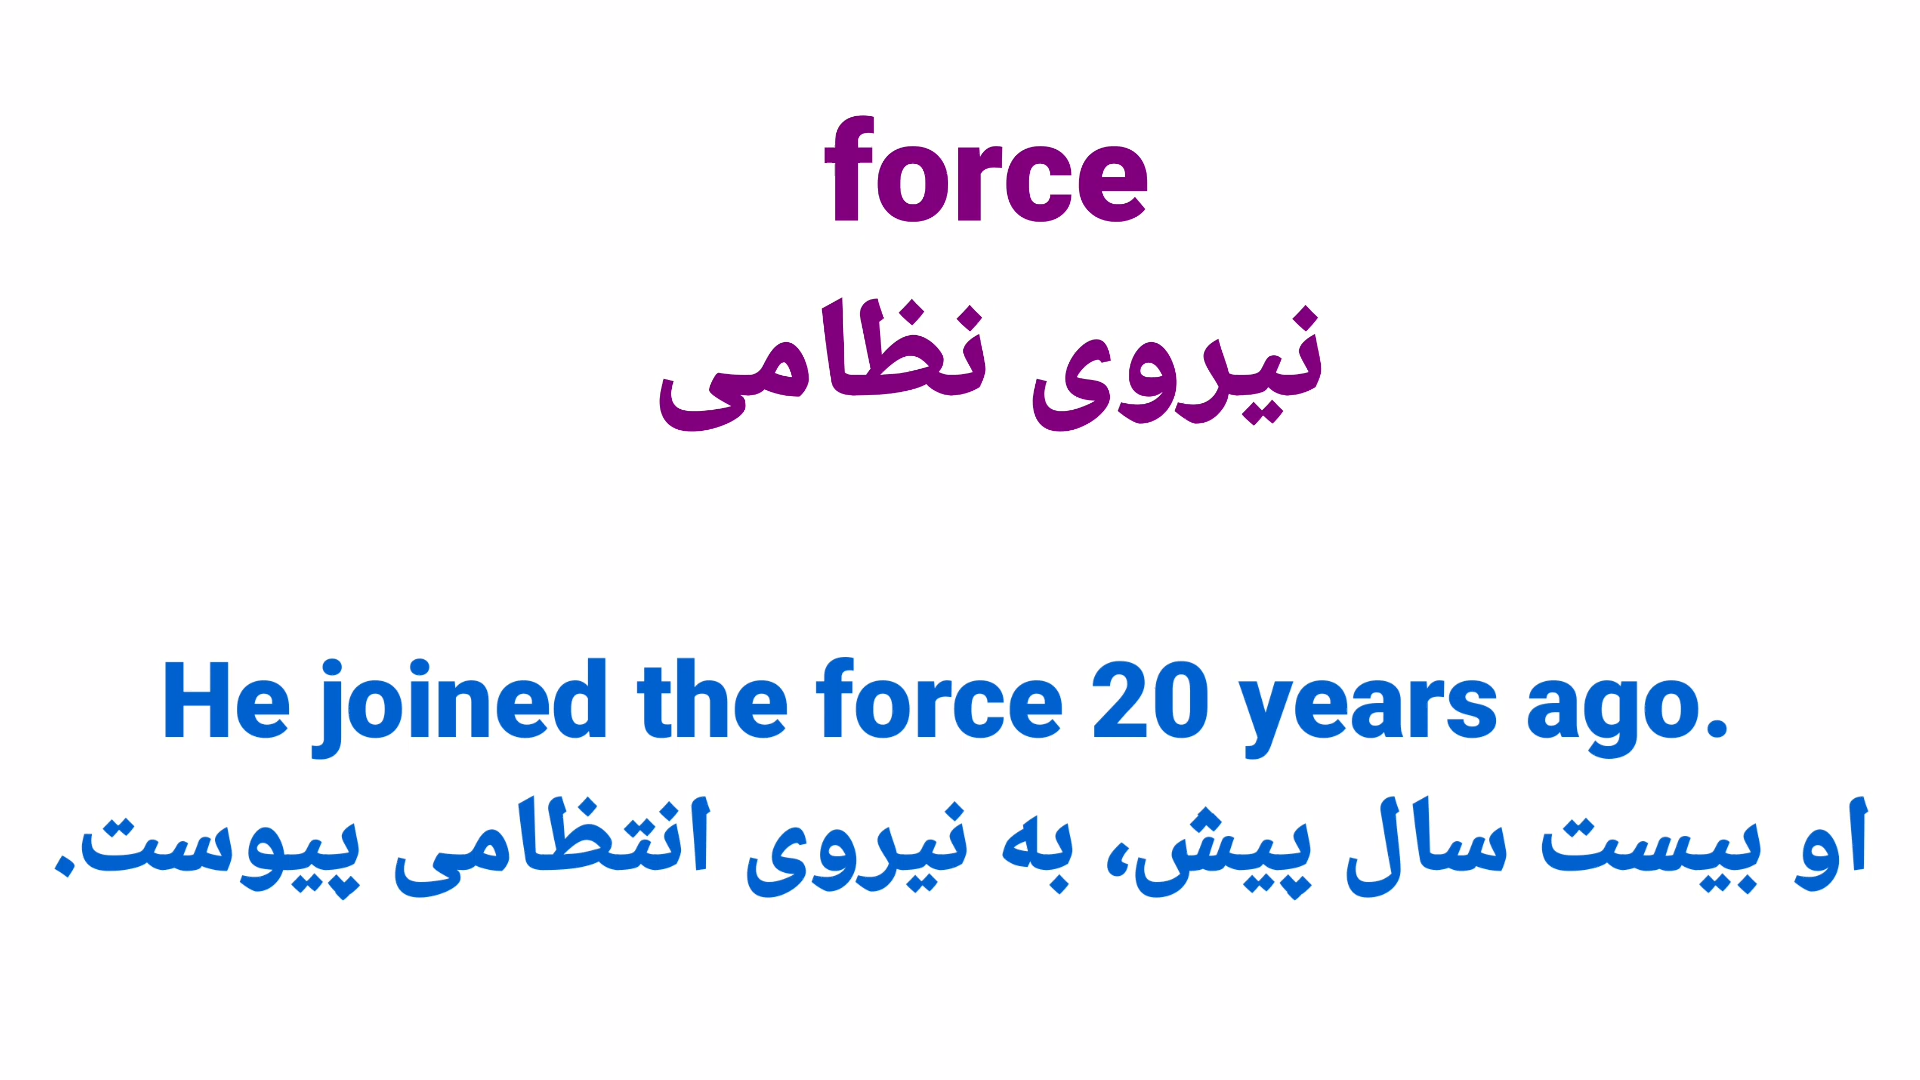 force
نیروی نظامی
He joined the force 20 years ago.
او بیست سال پیش، به نیروی انتظامی پیوست.